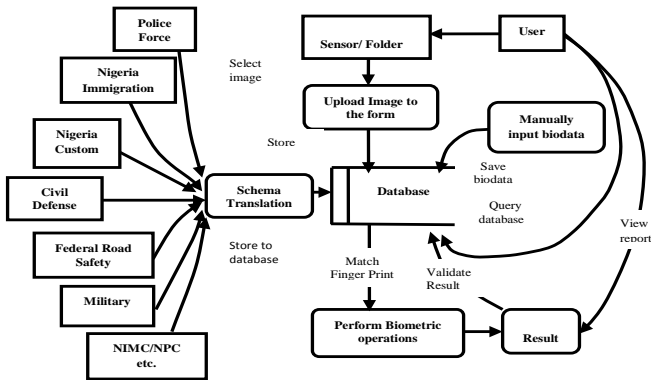 Police
Force
Nigeria
Immigration
Nigeria
Custom
Civil
Defense
Federal Road
Safety
Military
NIMC/NPC
etc.
Schema
Translation
Store to
database
Select
image
Store
Sensor/ Folder
User
Upload Image to
the form
Manually
input biodata
Database
Save
biodata
Query
database
View
report
Match
Finger Print
Validate
Result
Perform Biometric
operations
Result